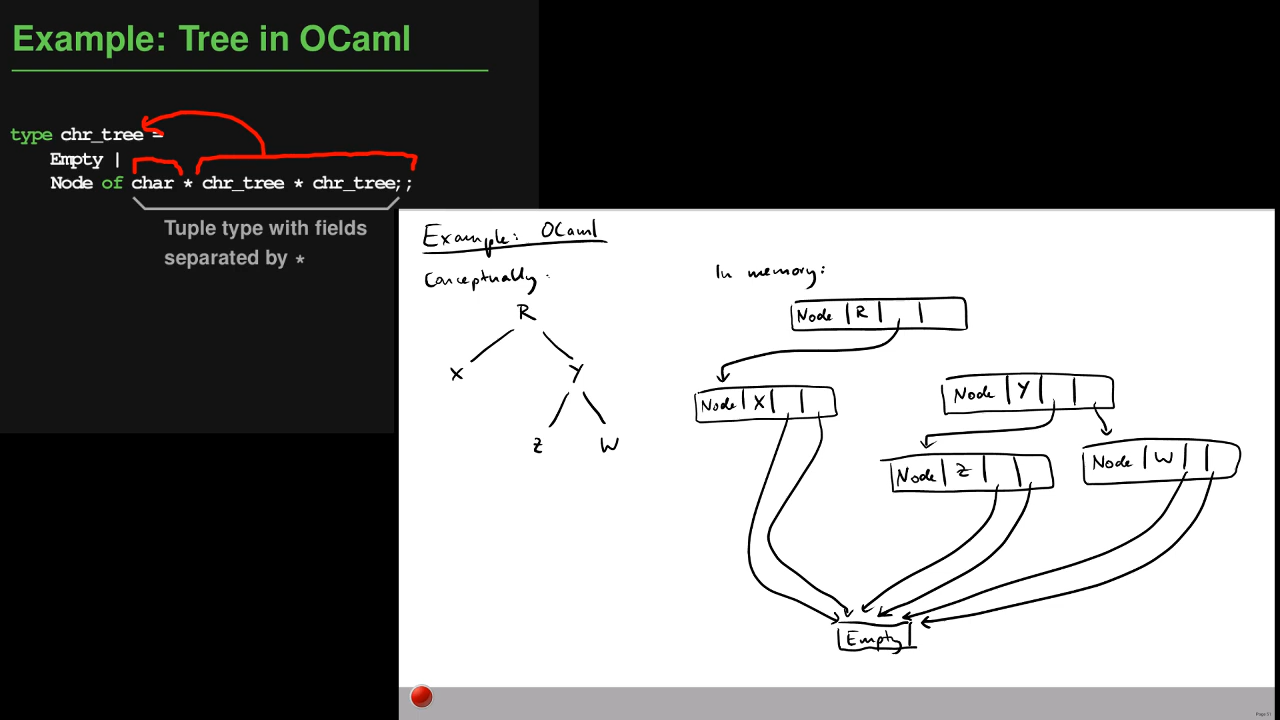 Example: Tree in OCaml
type chr_tree =
Empty |
Node of char * chr_tree * chr_tree;;
Tuple type with fields
separated by *
Example: OCaml
Conceptually:
R
X Y
Z W
In memory:
Node | R | |
Node | X | |
Node | Y | |
Node | Z | |
Node | W | |
Empty